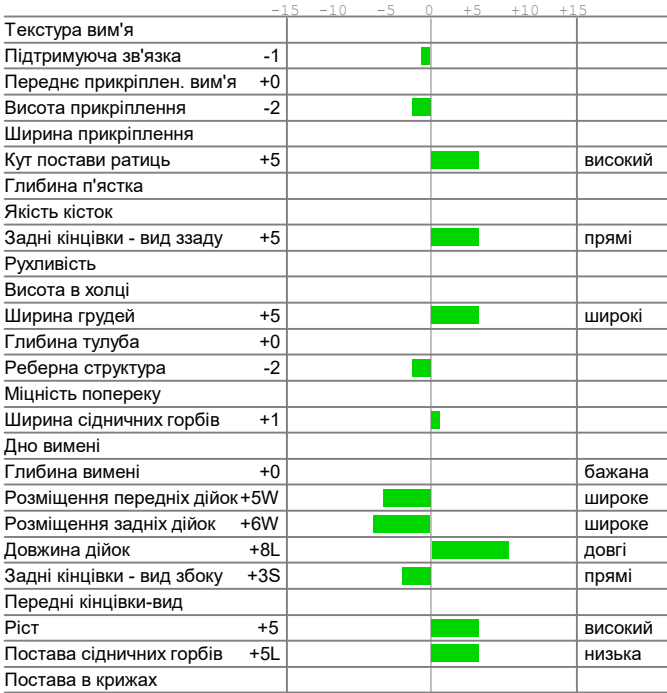 -15 -10 -5 0 +5 +10 +15
Текстура вим'я
Підтримуюча зв'язка -1
Переднє прикріплен. вим'я +0
Висота прикріплення -2
Ширина прикріплення
Кут постави ратиць +5 високий
Глибина п'ястка
Якість кісток
Задні кінцівки - вид ззаду +5 прямі
Рухливість
Висота в холці
Ширина грудей +5 широкі
Глибина тулуба +0
Реберна структура -2
Міцність попереку
Ширина сідничних горбів +1
Дно вимені
Глибина вимені +0 бажана
Розміщення передніх дійок +5W широке
Розміщення задніх дійок +6W широке
Довжина дійок +8L довгі
Задні кінцівки - вид збоку +3S прямі
Передні кінцівки-вид
Ріст +5 високий
Постава сідничних горбів +5L низька
Постава в крижах